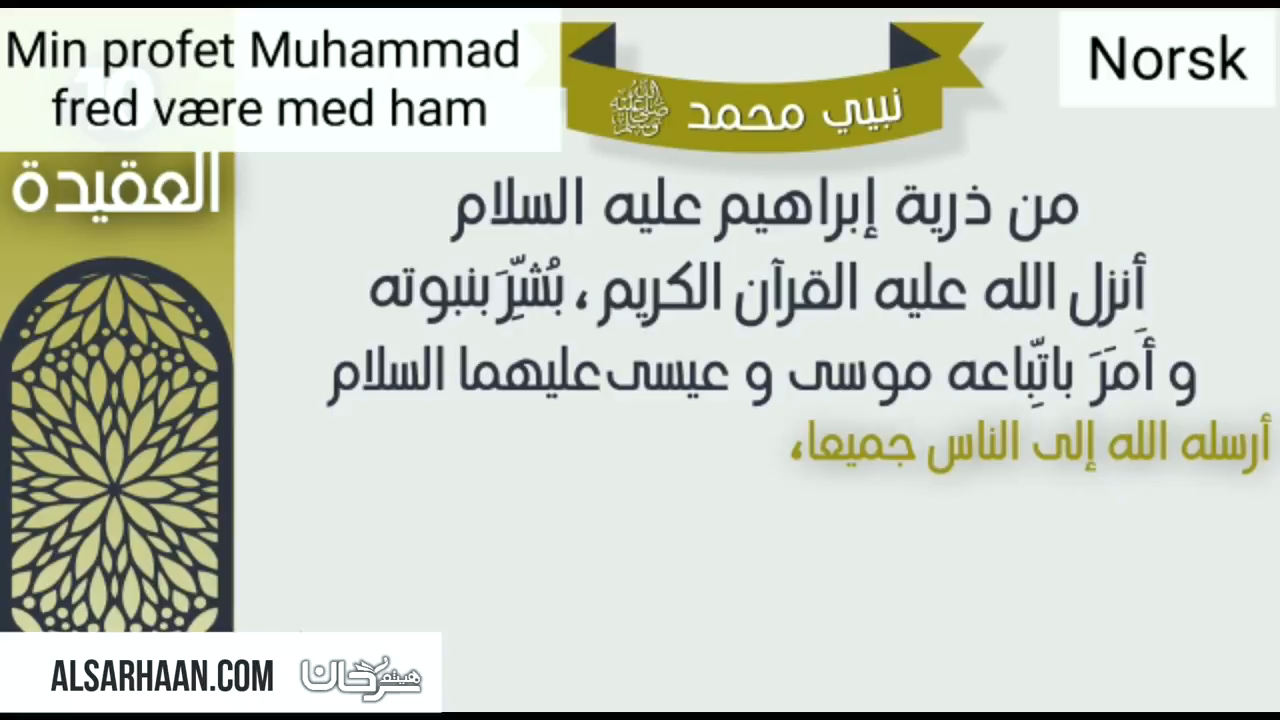 Min profet Muhammad
fred være med ham
Norsk
نبيي محمد ﷺ
العقيدة
من ذرية إبراهيم عليه السلام
أنزل الله عليه القرآن الكريم ، بُشِّرَ بنبوته
و أَمَرَ باتِّباعه موسى و عيسى عليهما السلام
أرسله الله إلى الناس جميعا،
ALSARHAAN.COM
هيثم سرحان